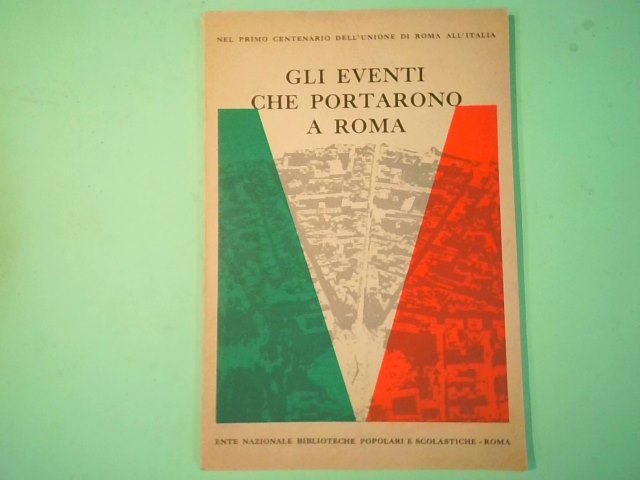 NEL PRIMO CENTENARIO DELL'UNIONE DI ROMA ALL'ITALIA
GLI EVENTI
CHE PORTARONO
A ROMA
ENTE NAZIONALE BIBLIOTECHE POPOLARI E SCOLASTICHE - ROMA